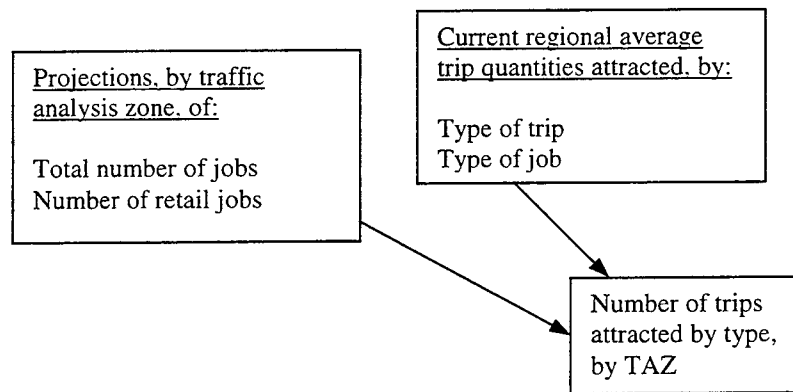 Projections, by traffic
analysis zone, of:
Total number of jobs
Number of retail jobs
Current regional average
trip quantities attracted, by:
Type of trip
Type of job
Number of trips
attracted by type,
by TAZ